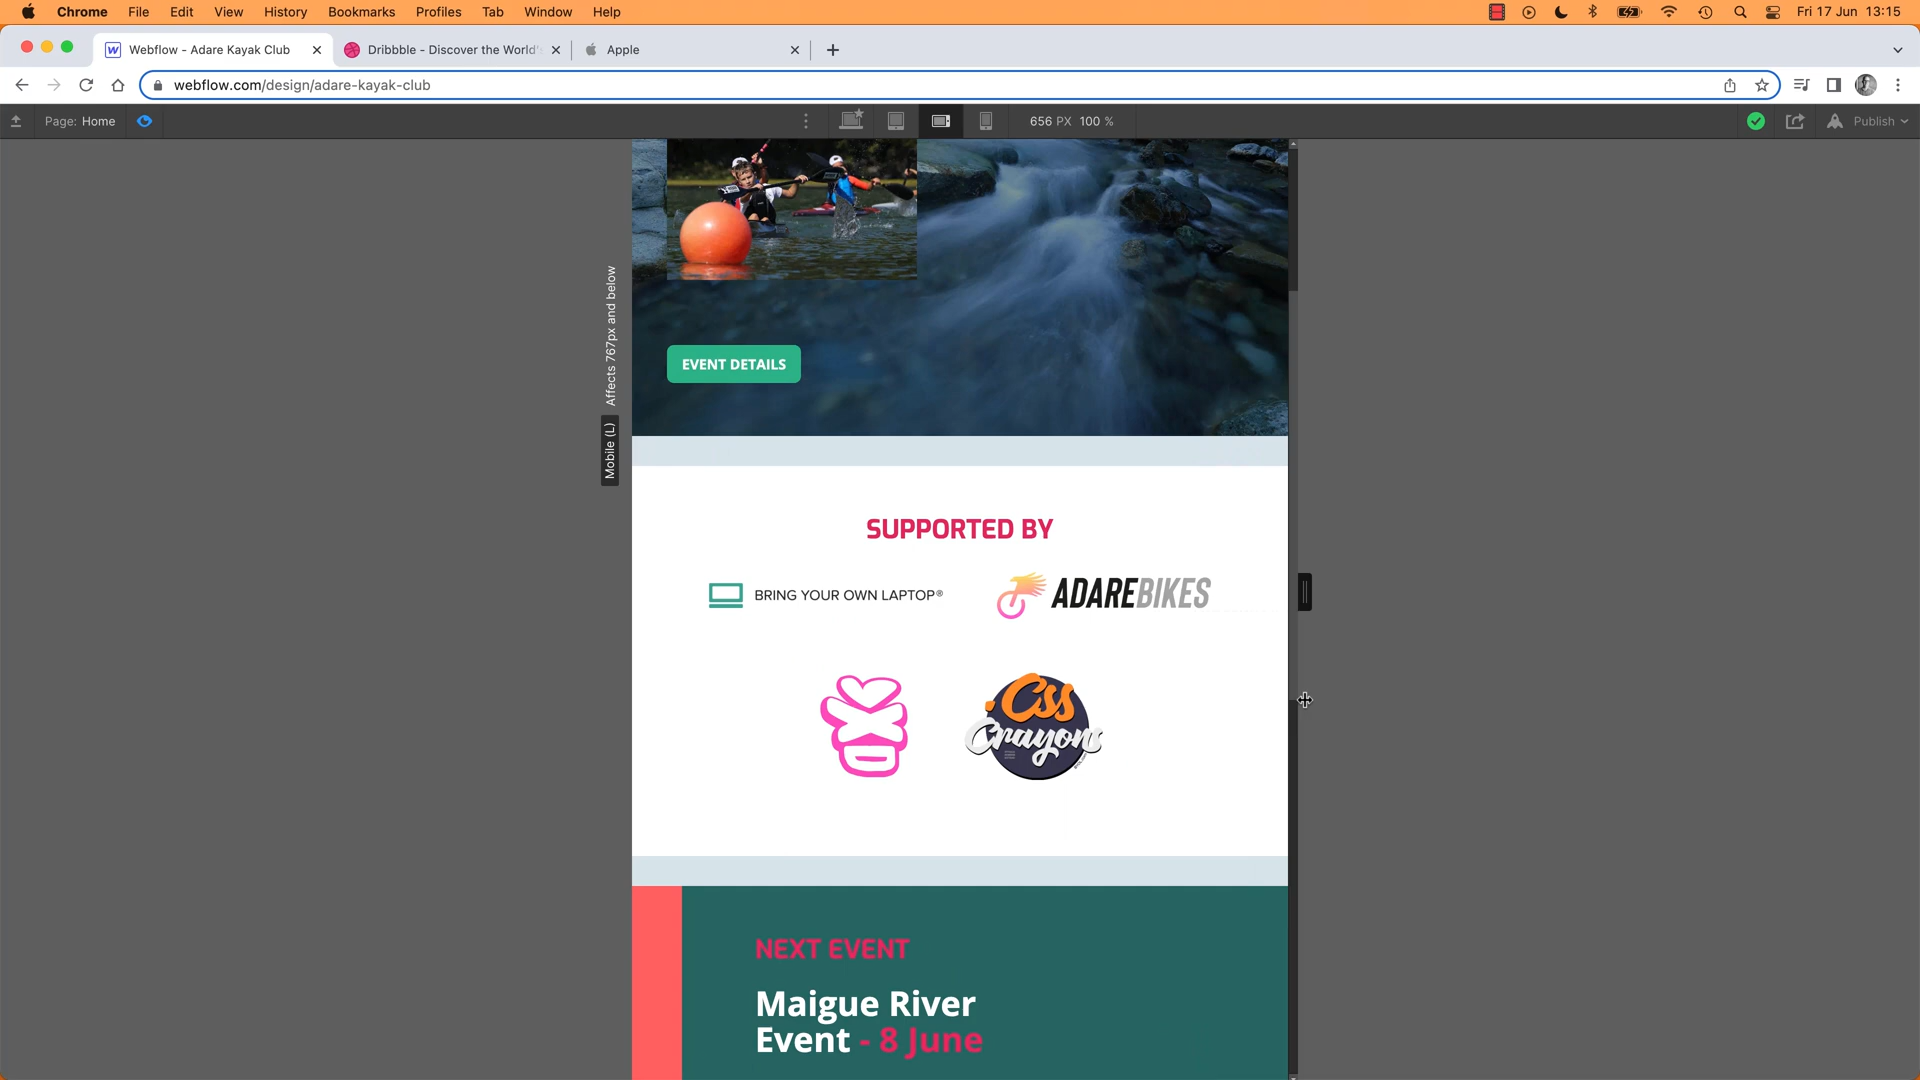 Chrome File Edit View History Bookmarks Profiles Tab Window Help Fri 17 Jun 13:15
Webflow - Adare Kayak Club Dribbble - Discover the World' Apple
webflow.com/design/adare-kayak-club
Page: Home 656 PX 100 % Publish
Affects 767px and below
Mobile (L)
EVENT DETAILS
SUPPORTED BY
BRING YOUR OWN LAPTOP® ADAREBIKES
Css
Crayons
NEXT EVENT
Maigue River
Event - 8 June